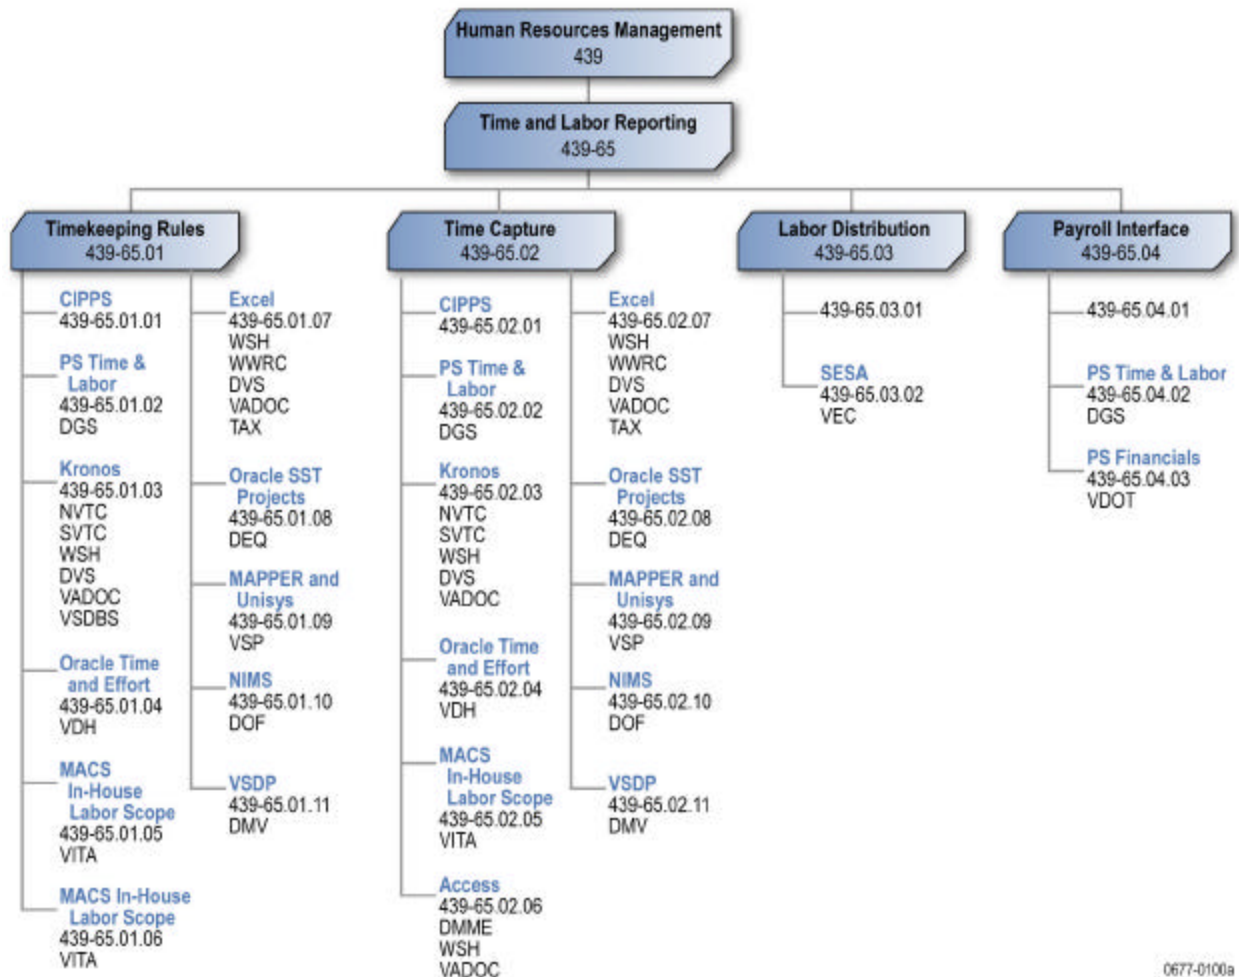 Human Resources Management
439
Time and Labor Reporting
439-65
Timekeeping Rules
439-65.01
CIPPS
439-65.01.01
PS Time &
Labor
439-65.01.02
DGS
Kronos
439-65.01.03
NVTC
SVTC
WSH
DVS
VADOC
VSDBS
Oracle Time
and Effort
439-65.01.04
VDH
MACS
In-House
Labor Scope
439-65.01.05
VITA
MACS In-House
Labor Scope
439-65.01.06
VITA
Excel
439-65.01.07
WSH
WWRC
DVS
VADOC
TAX
Oracle SST
Projects
439-65.01.08
DEQ
MAPPER and
Unisys
439-65.01.09
VSP
NIMS
439-65.01.10
DOF
VSDP
439-65.01.11
DMV
Time Capture
439-65.02
CIPPS
439-65.02.01
PS Time &
Labor
439-65.02.02
DGS
Kronos
439-65.02.03
NVTC
SVTC
WSH
DVS
VADOC
Oracle Time
and Effort
439-65.02.04
VDH
MACS
In-House
Labor Scope
439-65.02.05
VITA
Access
439-65.02.06
DMME
WSH
VADOC
Excel
439-65.02.07
WSH
WWRC
DVS
VADOC
TAX
Oracle SST
Projects
439-65.02.08
DEQ
MAPPER and
Unisys
439-65.02.09
VSP
NIMS
439-65.02.10
DOF
VSDP
439-65.02.11
DMV
Labor Distribution
439-65.03
439-65.03.01
SESA
439-65.03.02
VEC
Payroll Interface
439-65.04
439-65.04.01
PS Time & Labor
439-65.04.02
DGS
PS Financials
439-65.04.03
VDOT
0677-0100a